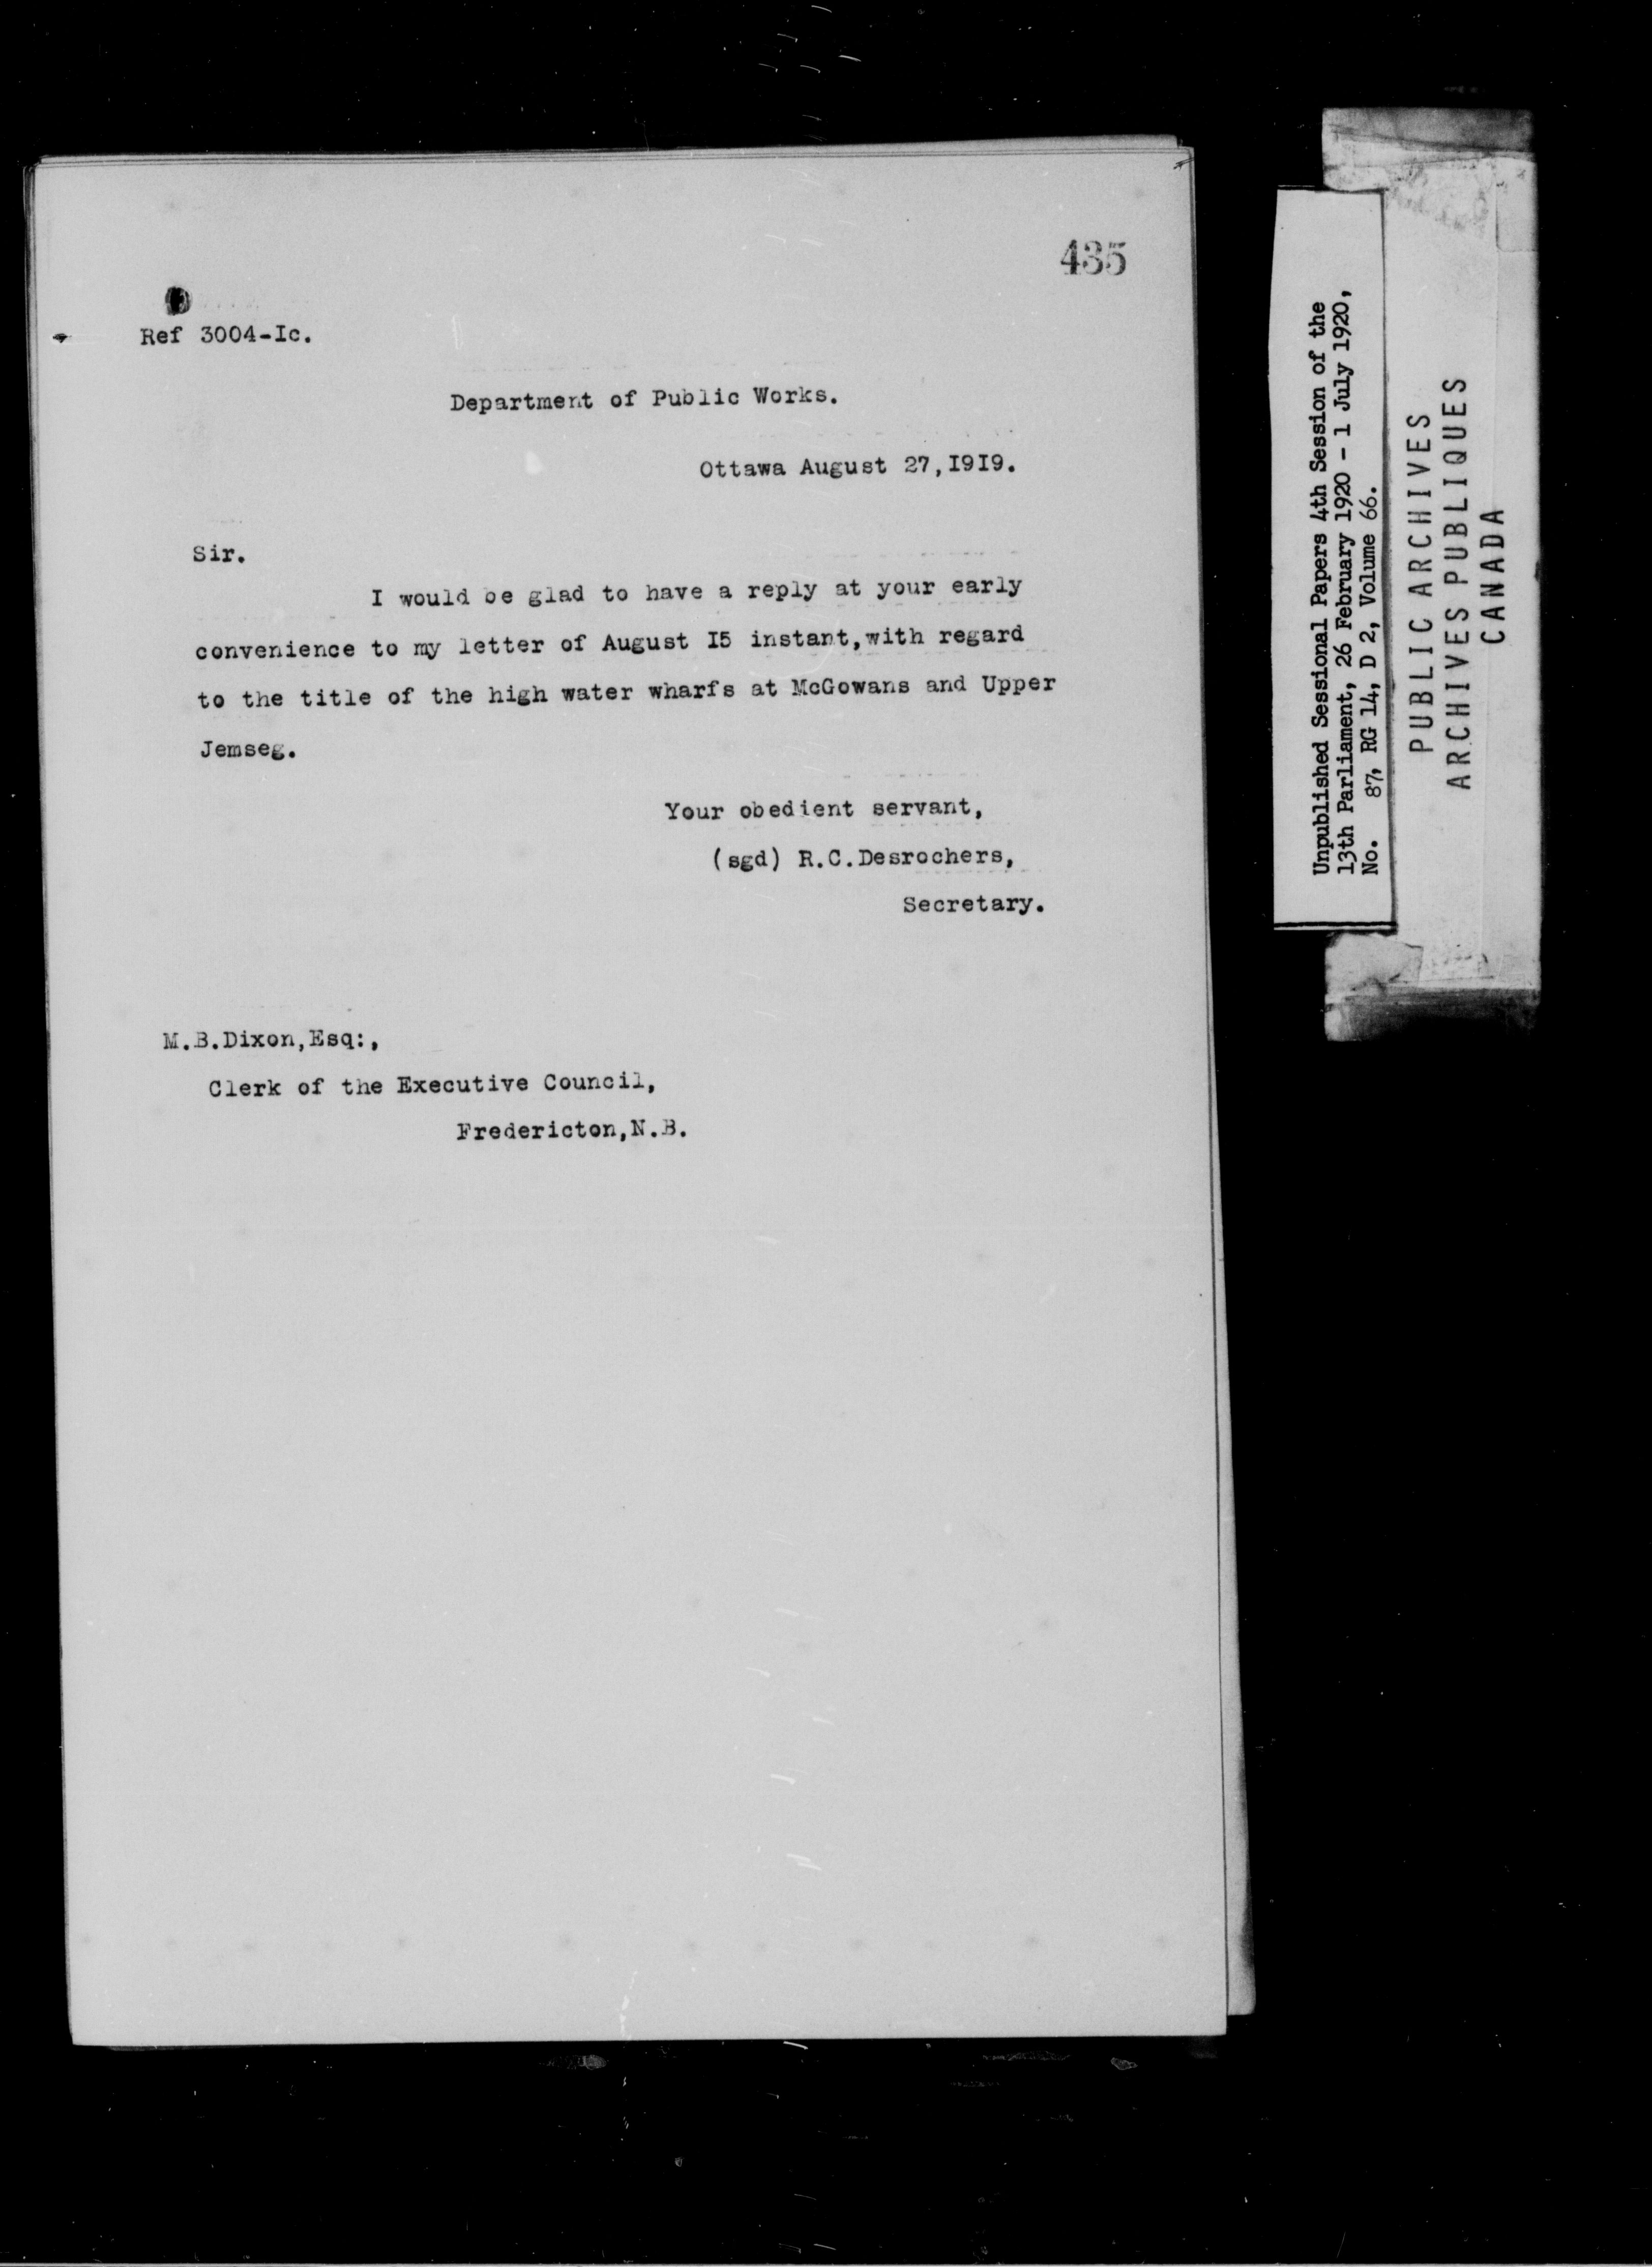 435
Ref 3004-Ic.
Department of Public Works.
Ottawa August 27,I9I9.
Sir.
I would be glad to have a reply at your early
convenience to my letter of August I5 instant,with regard
to the title of the high water wharfs at McGowans and Upper
Jemseg.
Your obedient servant,
(sgd) R.C.Desrochers,
Secretary.
M.B.Dixon,Esq:,
Clerk of the Executive Council,
Fredericton,N.B.
Unpublished Sessional Papers 4th Session of the
13th Parliament, 26 February 1920 - 1 July 1920,
No. 87, RG 14, D 2, Volume 66.
PUBLIC ARCHIVES
ARCHIVES PUBLIQUES
CANADA